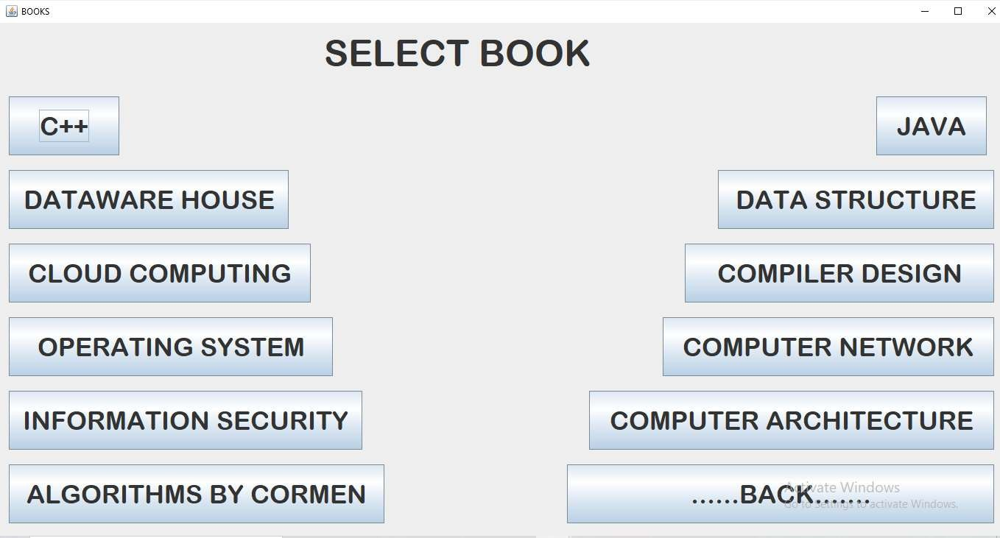 BOOKS
SELECT BOOK
C++
JAVA
DATAWARE HOUSE
DATA STRUCTURE
CLOUD COMPUTING
COMPILER DESIGN
OPERATING SYSTEM
COMPUTER NETWORK
INFORMATION SECURITY
COMPUTER ARCHITECTURE
ALGORITHMS BY CORMEN
......BACK.......
Activate Windows
Go to Settings to activate Windows.